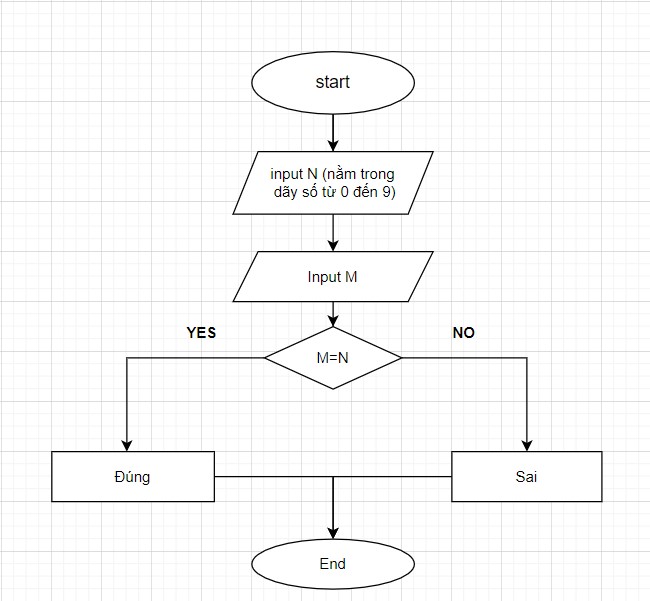 start
input N (nằm trong
dãy số từ 0 đến 9)
Input M
YES
NO
M=N
Đúng
Sai
End